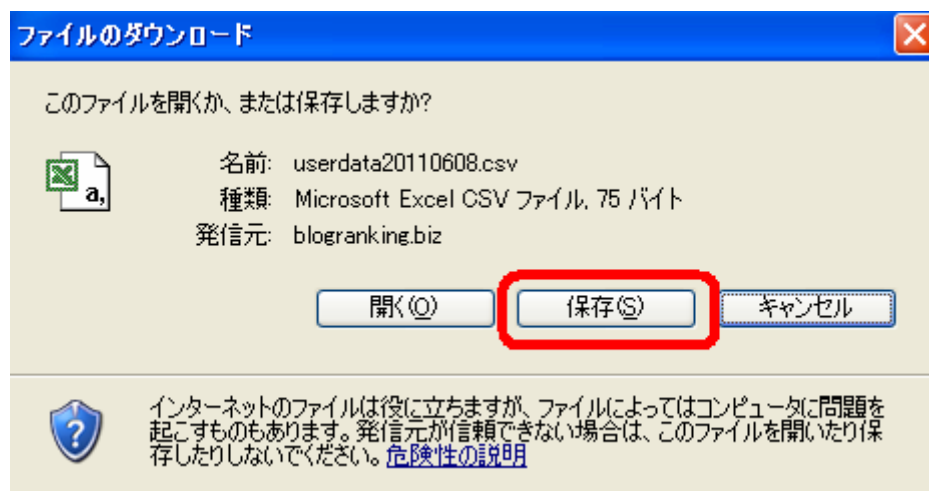 ファイルのダウンロード
このファイルを開くか、または保存しますか?
a,
名前: userdata20110608.csv
種類: Microsoft Excel CSV ファイル, 75 バイト
発信元: blogranking.biz
開く(O) 保存(S) キャンセル
インターネットのファイルは役に立ちますが、ファイルによってはコンピュータに問題を
起こすものもあります。発信元が信頼できない場合は、このファイルを開いたり保
存したりしないでください。危険性の説明